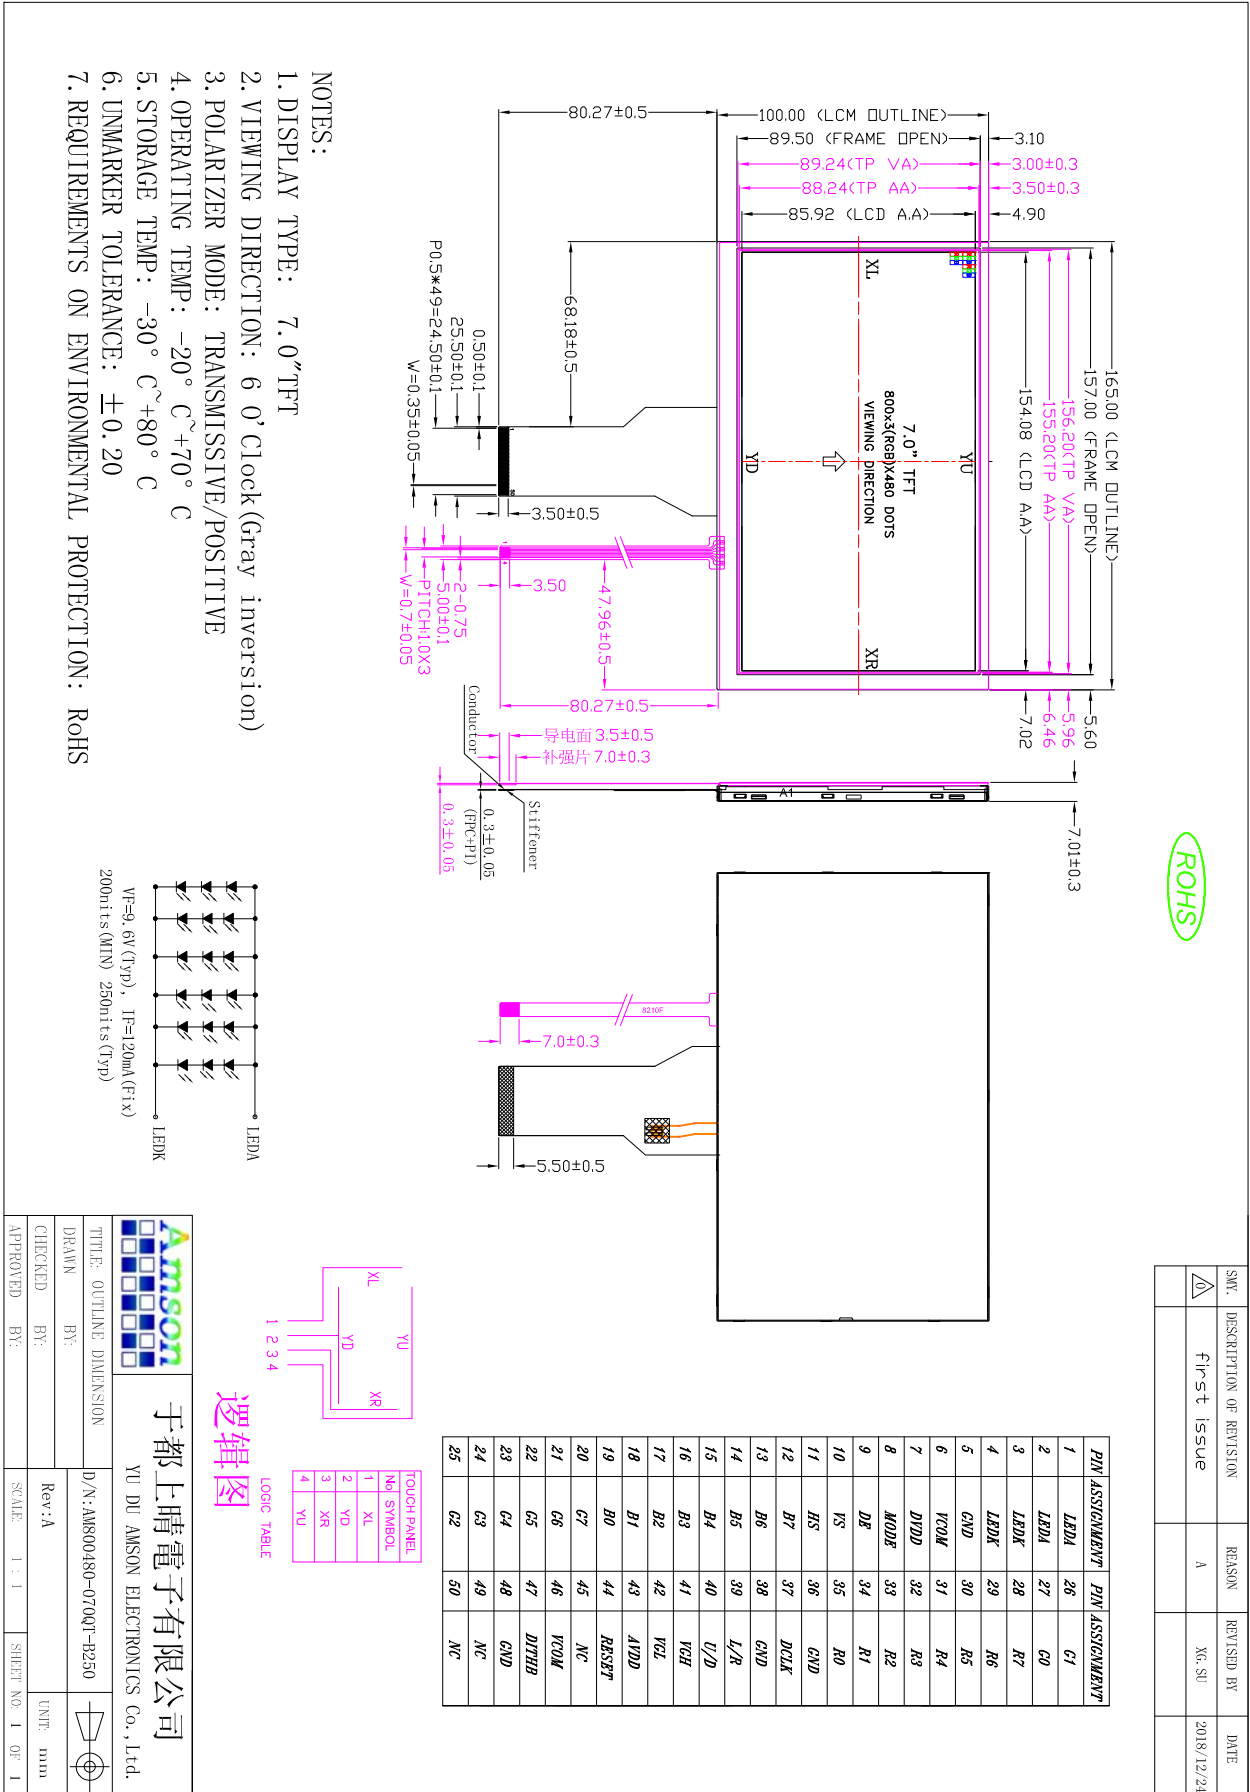 SMY.	DESCRIPTION OF REVISION	REASON	REVISED BY	DATE
0	first issue	A	XG.SU	2018/12/24
ROHS
100.00 (LCM OUTLINE)
89.50 (FRAME OPEN)
89.24(TP VA)
88.24(TP AA)
85.92 (LCD A.A)
80.27±0.5
3.10
3.00±0.3
3.50±0.3
4.90
165.00 (LCM OUTLINE)
157.00 (FRAME OPEN)
156.20(TP VA)
155.20(TP AA)
154.08 (LCD A.A)
5.60
5.96
6.46
7.02
XL
YU
YD
XR
7.0" TFT
800x3(RGB)X480 DOTS
VIEWING DIRECTION
68.18±0.5
0.50±0.1
25.50±0.1
P0.5*49=24.50±0.1
W=0.35±0.05
3.50±0.5
1
50
1
4
47.96±0.5
3.50
2-0.75
5.00±0.1
PITCH:1.0X3
W=0.7±0.05
80.27±0.5
导电面 3.5±0.5
补强片 7.0±0.3
Conductor
Stiffener
0.3±0.05
(FPC+PI)
0.3±0.05
A1
7.01±0.3
8210F
7.0±0.3
5.50±0.5
NOTES:
1. DISPLAY TYPE: 7.0"TFT
2. VIEWING DIRECTION: 6 O'Clock(Gray inversion)
3. POLARIZER MODE: TRANSMISSIVE/POSITIVE
4. OPERATING TEMP: -20° C~+70° C
5. STORAGE TEMP: -30° C~+80° C
6. UNMARKER TOLERANCE: ±0.20
7. REQUIREMENTS ON ENVIRONMENTAL PROTECTION: RoHS
LEDA
LEDK
VF=9.6V(Typ), IF=120mA(Fix)
200nits(MIN) 250nits(Typ)
PIN ASSIGNMENT	PIN ASSIGNMENT
1	LEDA	26	G1
2	LEDA	27	G0
3	LEDK	28	R7
4	LEDK	29	R6
5	GND	30	R5
6	VCOM	31	R4
7	DVDD	32	R3
8	MODE	33	R2
9	DE	34	R1
10	VS	35	R0
11	HS	36	GND
12	B7	37	DCLK
13	B6	38	GND
14	B5	39	L/R
15	B4	40	U/D
16	B3	41	VGH
17	B2	42	VGL
18	B1	43	AVDD
19	B0	44	RESET
20	G7	45	NC
21	G6	46	VCOM
22	G5	47	DITHB
23	G4	48	GND
24	G3	49	NC
25	G2	50	NC
XL
YU
YD
XR
1 2 3 4
TOUCH PANEL
No	SYMBOL
1	XL
2	YD
3	XR
4	YU
LOGIC TABLE
逻辑图
Amson
于都上晴電子有限公司
YU DU AMSON ELECTRONICS Co.,Ltd.
TITLE: OUTLINE DIMENSION
D/N:AM800480-070QT-B250
DRAWN BY:
CHECKED BY:
APPROVED BY:
Rev:A
UNIT: mm
SCALE: 1 : 1
SHEET NO: 1 OF 1